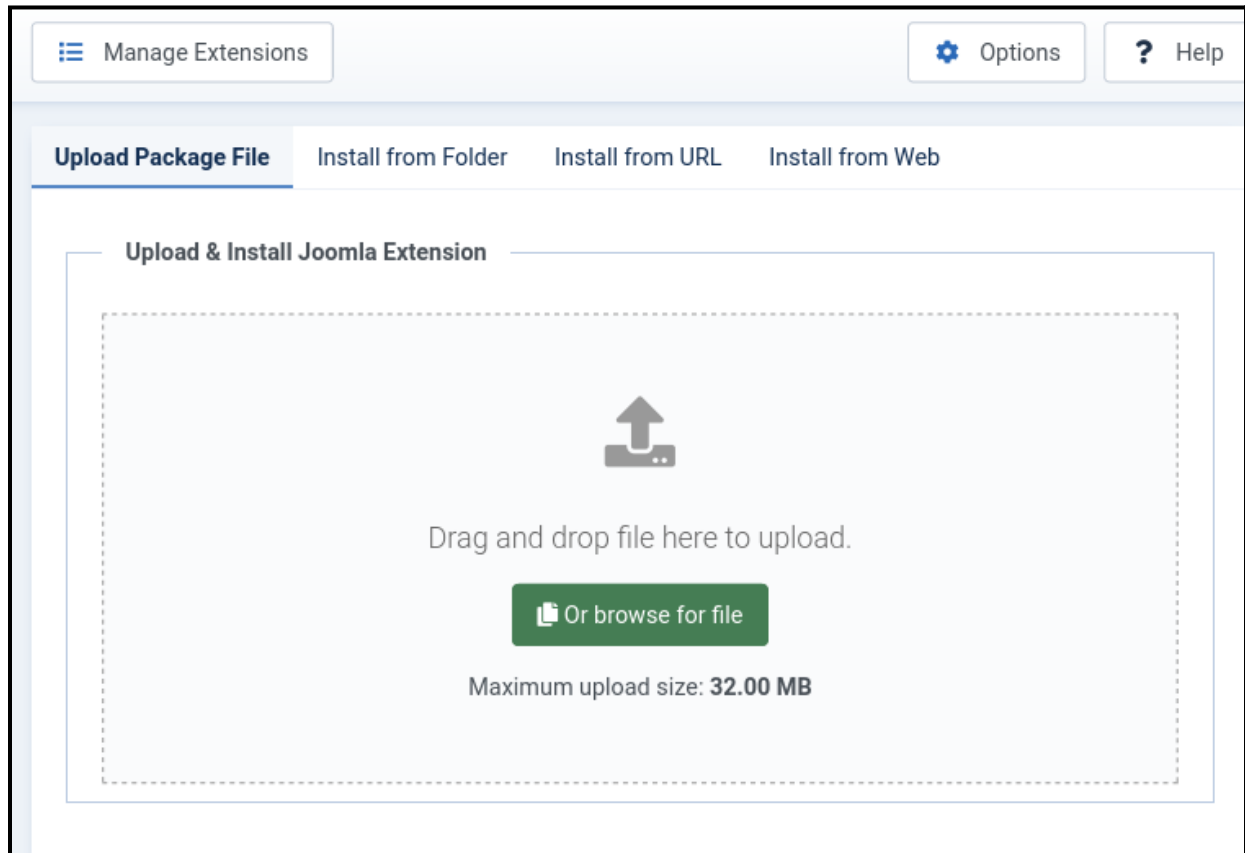 Manage Extensions
Options
? Help
Upload Package File
Install from Folder
Install from URL
Install from Web
Upload & Install Joomla Extension
Drag and drop file here to upload.
Or browse for file
Maximum upload size: 32.00 MB